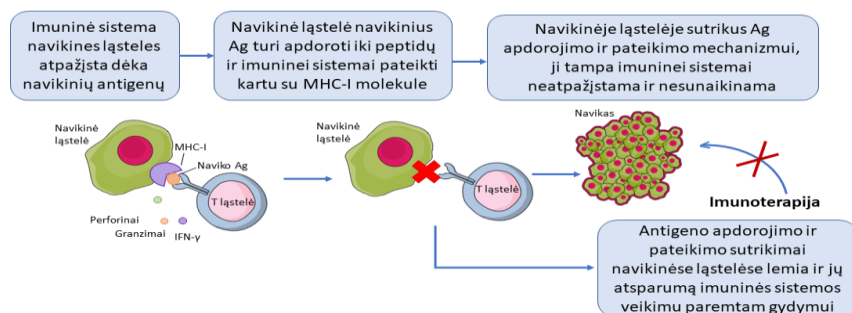 Imuninė sistema
navikines ląsteles
atpažįsta dėka
navikinių antigenų
Navikinė ląstelė navikinius
Ag turi apdoroti iki peptidų
ir imuninei sistemai pateikti
kartu su MHC-I molekule
Navikinėje ląstelėje sutrikus Ag
apdorojimo ir pateikimo mechanizmui,
ji tampa imuninei sistemai
neatpažįstama ir nesunaikinama
Navikinė
ląstelė
MHC-I
Naviko Ag
T ląstelė
Perforinai
Granzimai
IFN-γ
Navikinė
ląstelė
T ląstelė
Navikas
Imunoterapija
Antigeno apdorojimo ir
pateikimo sutrikimai
navikinėse ląstelėse lemia ir jų
atsparumą imuninės sistemos
veikimu paremtam gydymui